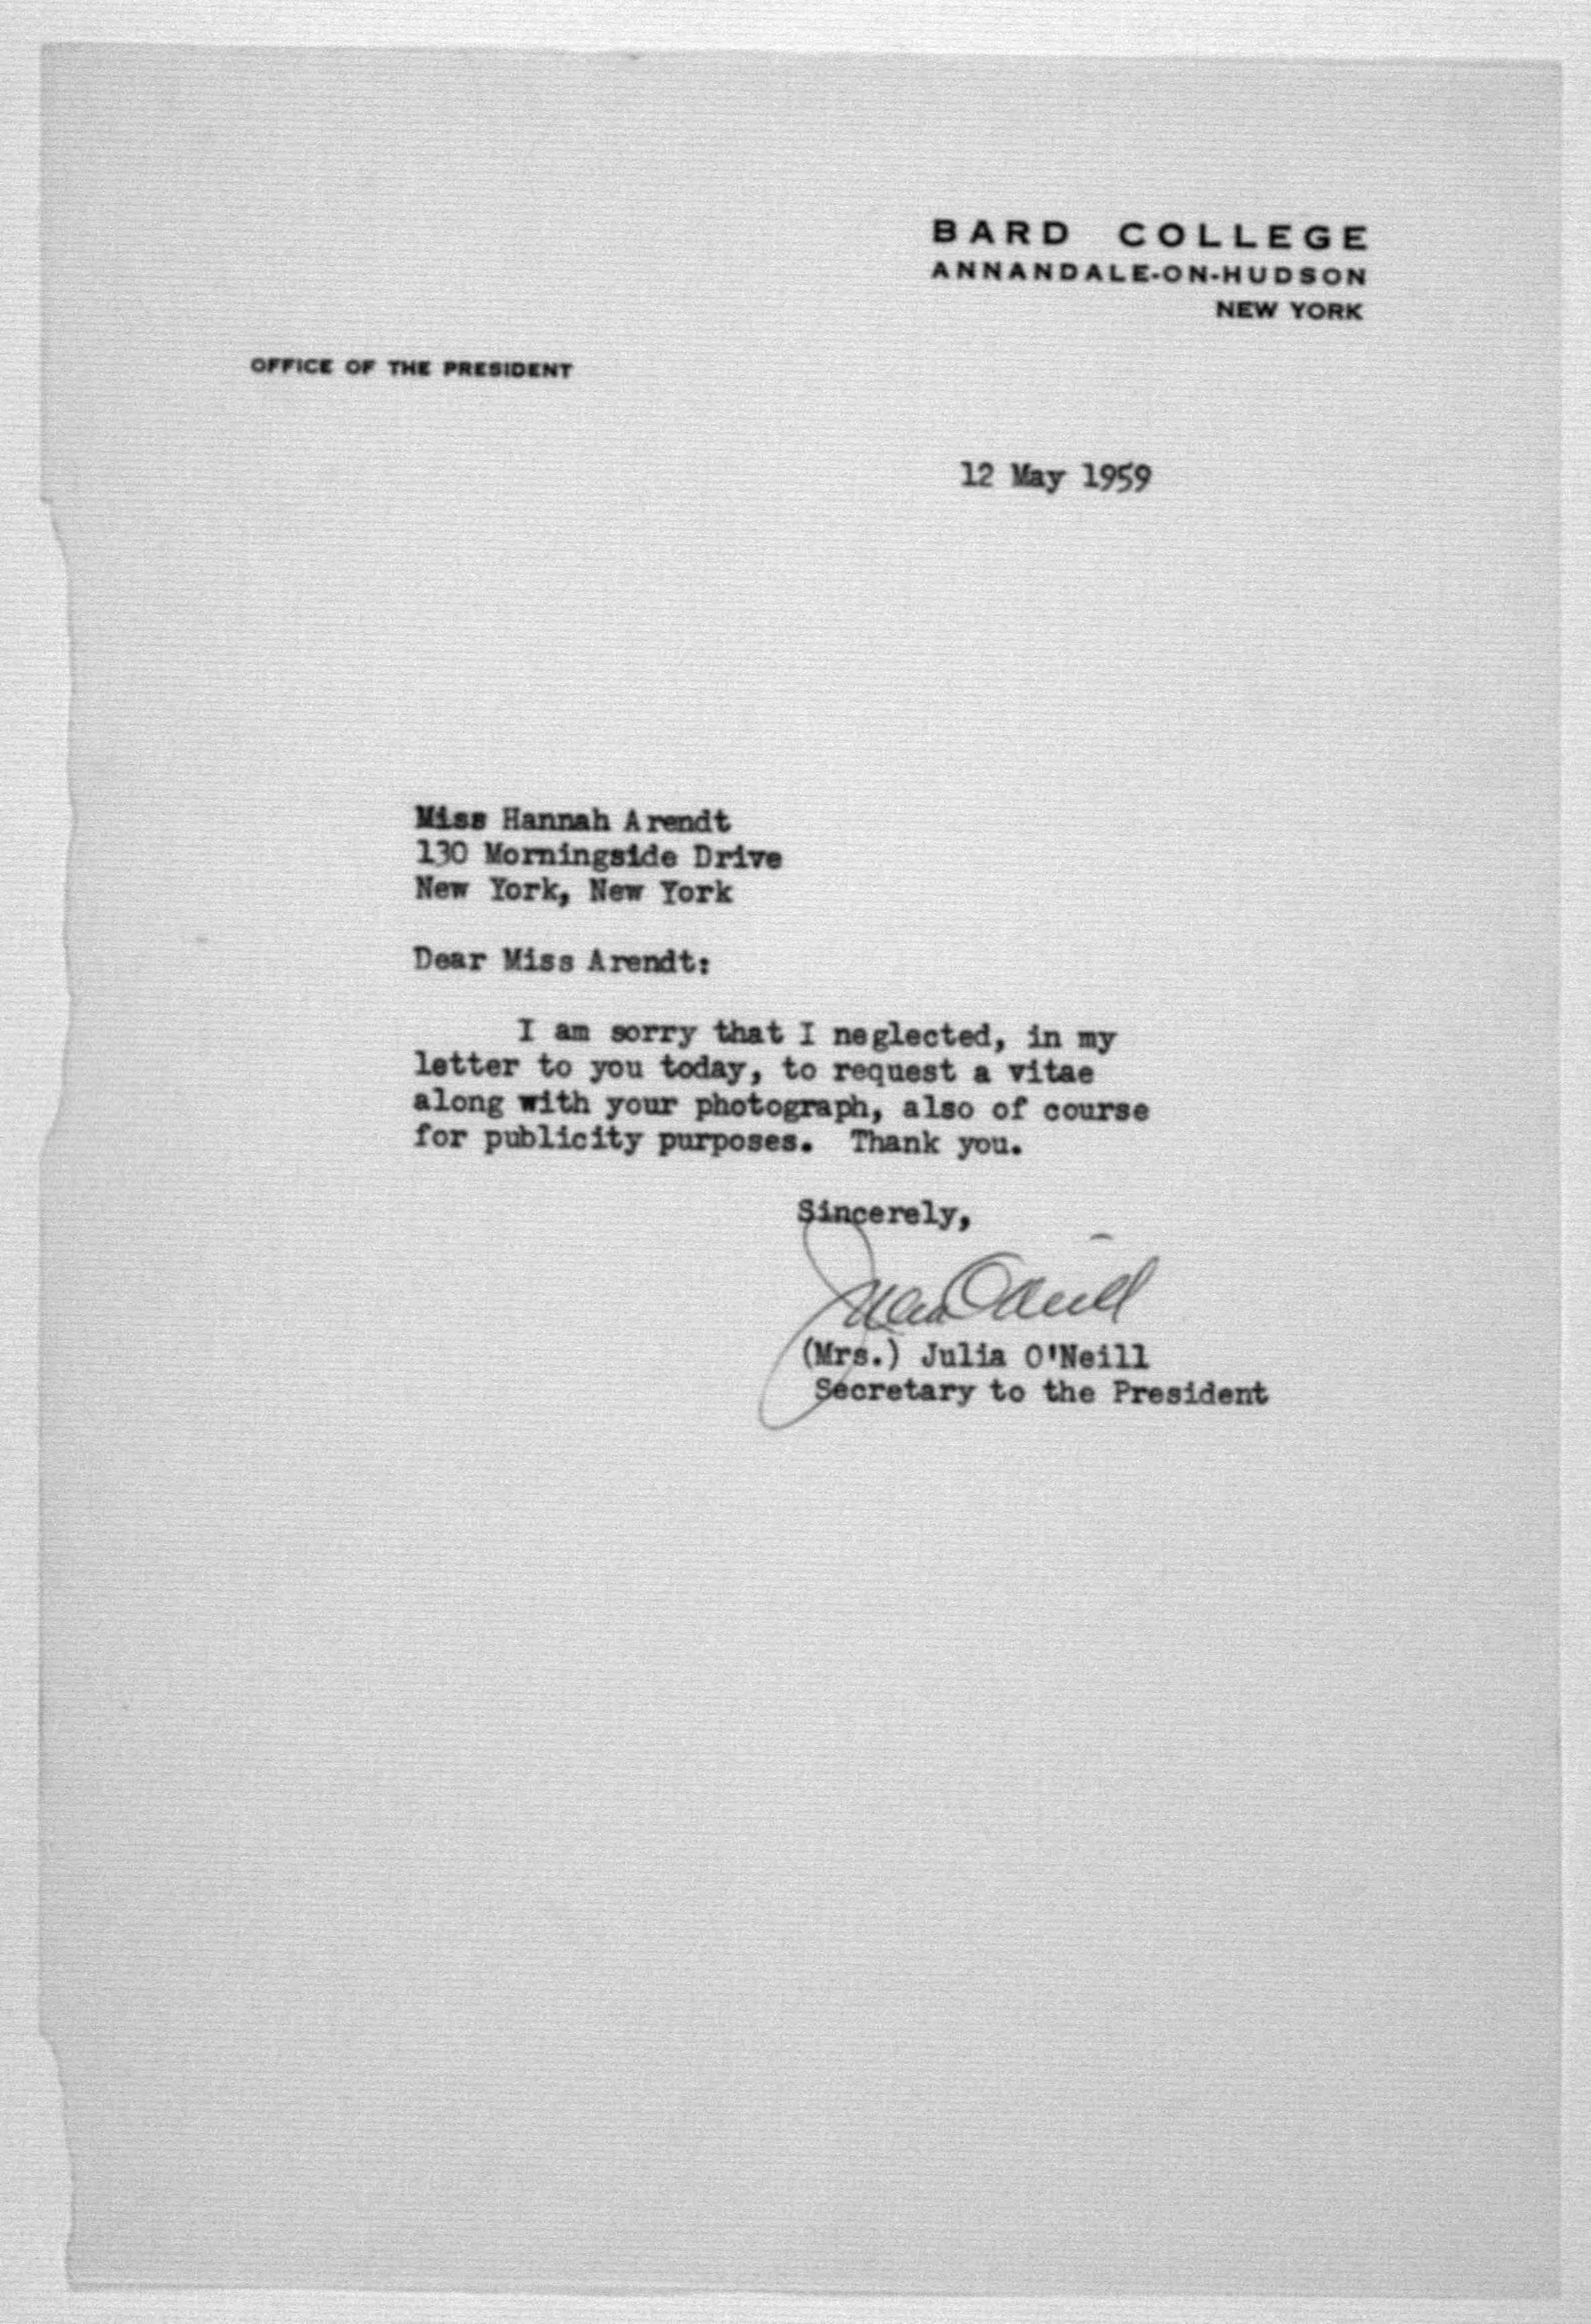 BARD COLLEGE
ANNANDALE-ON-HUDSON
NEW YORK
OFFICE OF THE PRESIDENT
12 May 1959
Miss Hannah Arendt
130 Morningside Drive
New York, New York
Dear Miss Arendt:
I am sorry that I neglected, in my
letter to you today, to request a vitae
along with your photograph, also of course
for publicity purposes.  Thank you.
Sincerely,
Julia O'Neill
(Mrs.) Julia O'Neill
Secretary to the President